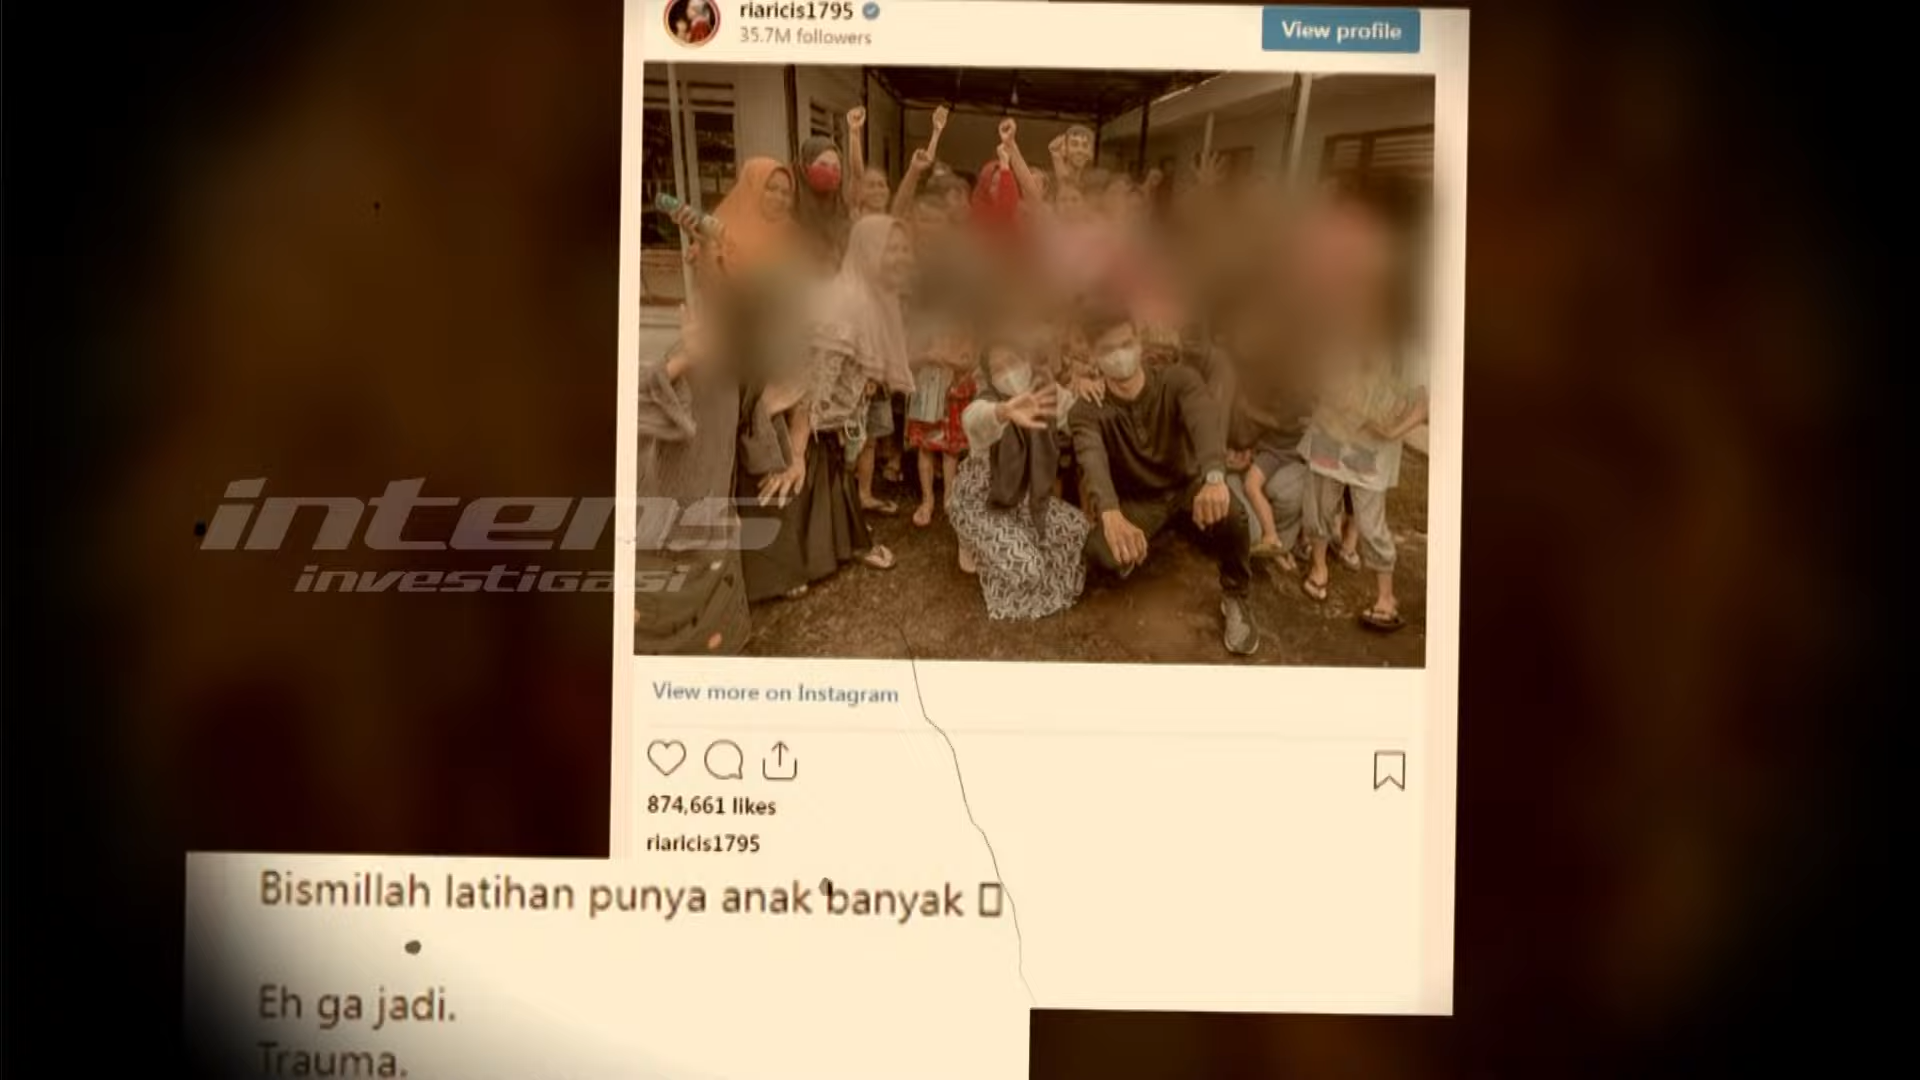 riaricis1795
35.7M followers
View profile
intens
investigasi
View more on Instagram
874,661 likes
riaricis1795
Bismillah latihan punya anak banyak
Eh ga jadi.
Trauma.